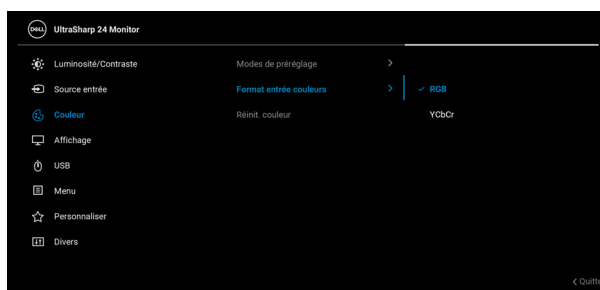 DELL UltraSharp 24 Monitor
Luminosité/Contraste Modes de préréglage
Source entrée Format entrée couleurs RGB
Couleur Réinit. couleur YCbCr
Affichage
USB
Menu
Personnaliser
Divers
Quitte